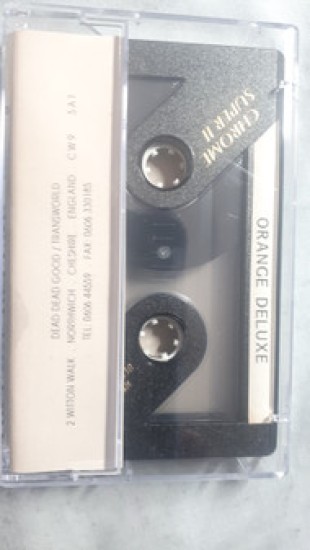 DEAD DEAD GOOD / TRANSWORLD
2 WITTON WALK NORTHWICH CHESHIRE ENGLAND CW9 5AT
TEL: 0606 44559 FAX: 0606 330185
CHROME
SUPER II
ORANGE DELUXE